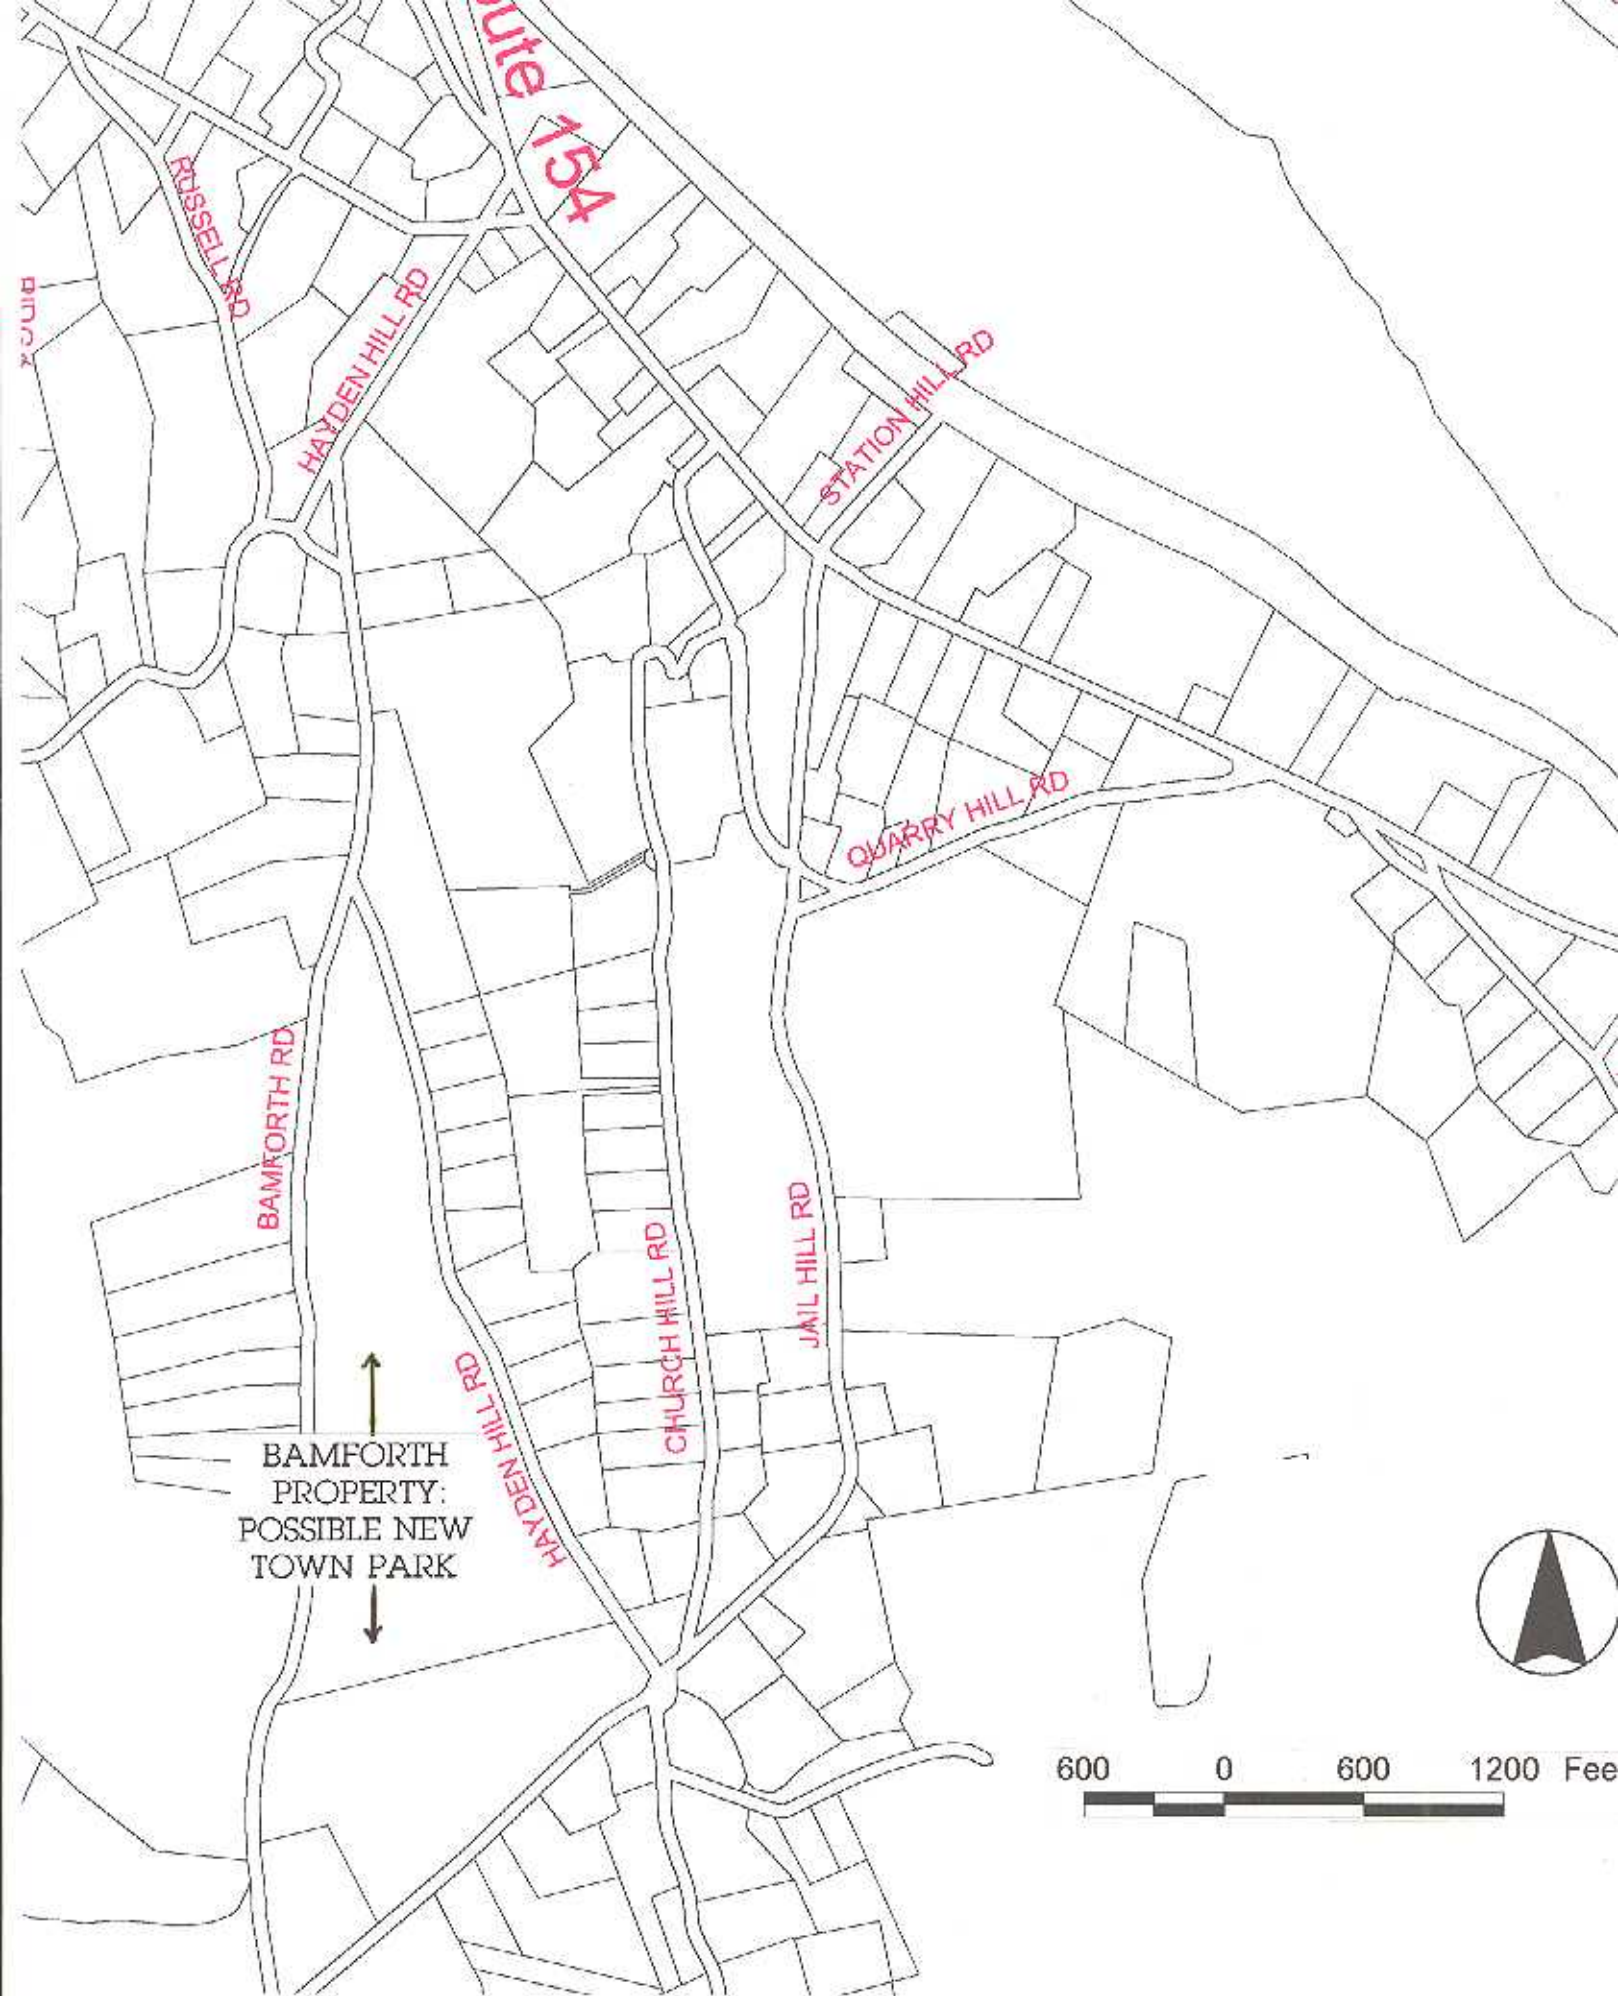 oute 154
RUSSELL RD
HAYDEN HILL RD
STATION HILL RD
QUARRY HILL RD
BAMFORTH RD
JAIL HILL RD
CHURCH HILL RD
HAYDEN HILL RD
BAMFORTH
PROPERTY:
POSSIBLE NEW
TOWN PARK
600 0 600 1200 Fee